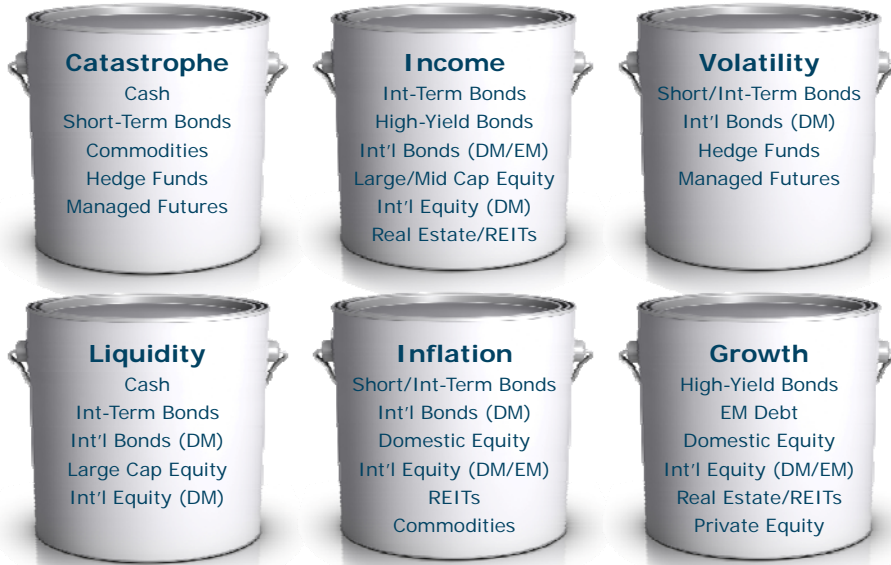 Catastrophe
Cash
Short-Term Bonds
Commodities
Hedge Funds
Managed Futures
Income
Int-Term Bonds
High-Yield Bonds
Int'l Bonds (DM/EM)
Large/Mid Cap Equity
Int'l Equity (DM)
Real Estate/REITs
Volatility
Short/Int-Term Bonds
Int'l Bonds (DM)
Hedge Funds
Managed Futures
Liquidity
Cash
Int-Term Bonds
Int'l Bonds (DM)
Large Cap Equity
Int'l Equity (DM)
Inflation
Short/Int-Term Bonds
Int'l Bonds (DM)
Domestic Equity
Int'l Equity (DM/EM)
REITs
Commodities
Growth
High-Yield Bonds
EM Debt
Domestic Equity
Int'l Equity (DM/EM)
Real Estate/REITs
Private Equity